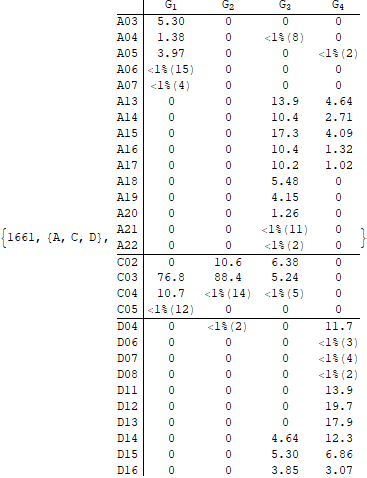 G1 G2 G3 G4
A03 5.30 0 0 0
A04 1.38 0 <1%(8) 0
A05 3.97 0 0 <1%(2)
A06 <1%(15) 0 0 0
A07 <1%(4) 0 0 0
A13 0 0 13.9 4.64
A14 0 0 10.4 2.71
A15 0 0 17.3 4.09
A16 0 0 10.4 1.32
A17 0 0 10.2 1.02
A18 0 0 5.48 0
A19 0 0 4.15 0
A20 0 0 1.26 0
{1661, {A, C, D}, A21 0 0 <1%(11) 0 }
A22 0 0 <1%(2) 0
C02 0 10.6 6.38 0
C03 76.8 88.4 5.24 0
C04 10.7 <1%(14) <1%(5) 0
C05 <1%(12) 0 0 0
D04 0 <1%(2) 0 11.7
D06 0 0 0 <1%(3)
D07 0 0 0 <1%(4)
D08 0 0 0 <1%(2)
D11 0 0 0 13.9
D12 0 0 0 19.7
D13 0 0 0 17.9
D14 0 0 4.64 12.3
D15 0 0 5.30 6.86
D16 0 0 3.85 3.07